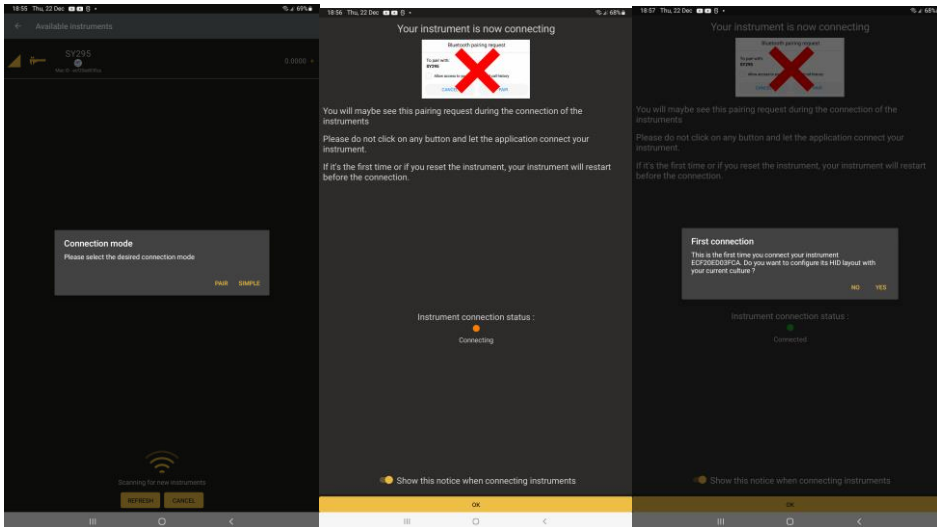 18:55 Thu, 22 Dec
69%
Available instruments
SY295
0.0000
Connection mode
Please select the desired connection mode
PAIR SIMPLE
Scanning for new instruments
REFRESH CANCEL
18:56 Thu, 22 Dec
68%
Your instrument is now connecting
Bluetooth pairing request
To pair with:
SY295
CANCEL PAIR
You will maybe see this pairing request during the connection of the
instruments
Please do not click on any button and let the application connect your
instrument.
If it's the first time or if you reset the instrument, your instrument will restart
before the connection.
Instrument connection status :
Connecting
Show this notice when connecting instruments
OK
18:57 Thu, 22 Dec
68%
Your instrument is now connecting
Bluetooth pairing request
To pair with:
SY295
You will maybe see this pairing request during the connection of the
instruments
Please do not click on any button and let the application connect your
instrument.
If it's the first time or if you reset the instrument, your instrument will restart
before the connection.
First connection
This is the first time you connect your instrument
ECF20ED03FCA. Do you want to configure its HID layout with
your current culture ?
NO YES
Instrument connection status :
Connected
Show this notice when connecting instruments
OK